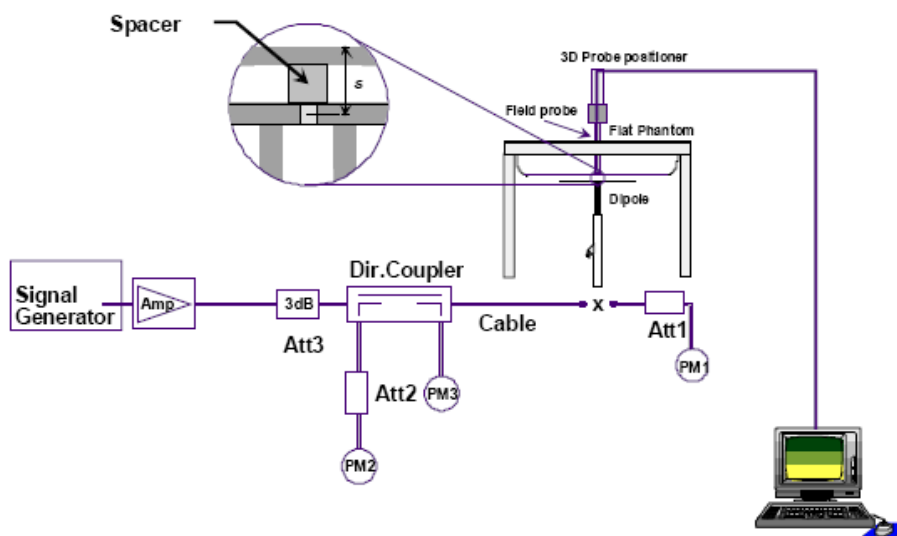 Spacer
s
3D Probe positioner
Field probe
Flat Phantom
Dipole
Signal
Generator
Amp
3dB
Att3
Dir.Coupler
Cable
x
Att1
PM1
Att2
PM3
PM2